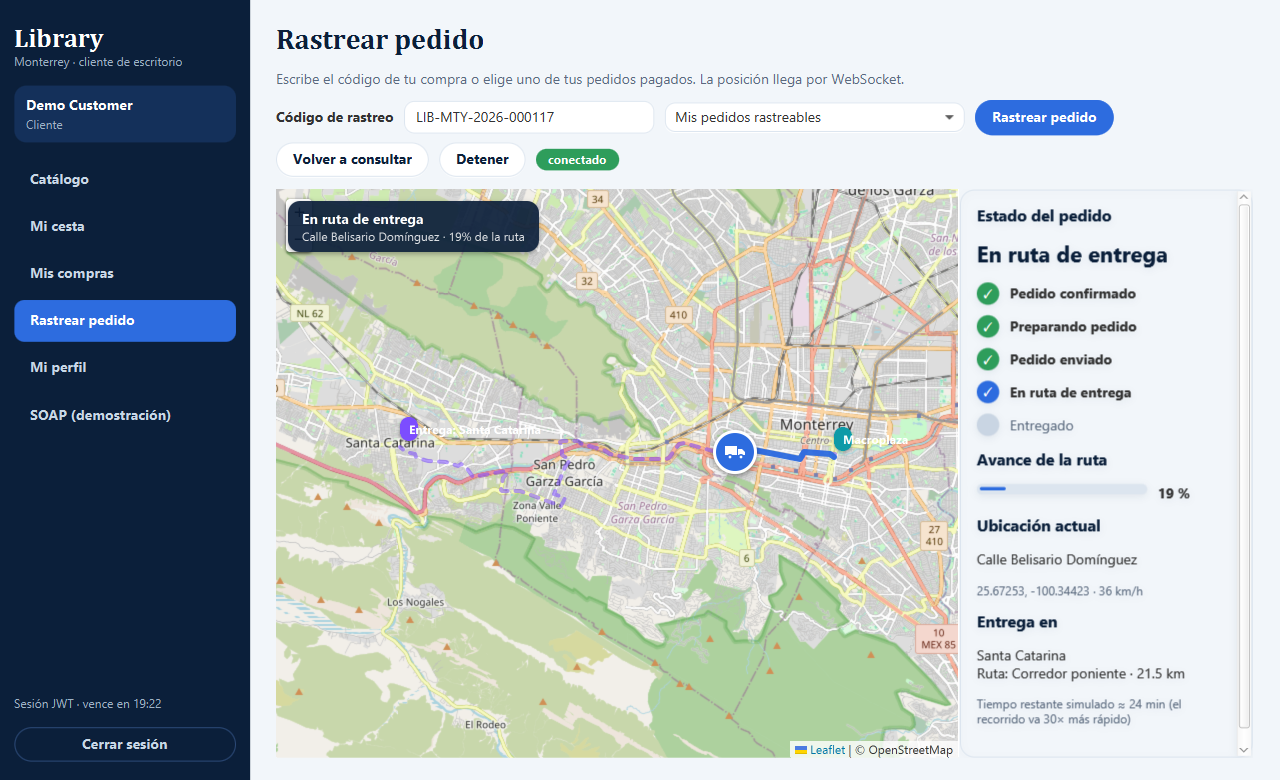 Library
Monterrey · cliente de escritorio
Demo Customer
Cliente
Catálogo
Mi cesta
Mis compras
Rastrear pedido
Mi perfil
SOAP (demostración)
Sesión JWT · vence en 19:22
Cerrar sesión
Rastrear pedido
Escribe el código de tu compra o elige uno de tus pedidos pagados. La posición llega por WebSocket.
Código de rastreo
LIB-MTY-2026-000117
Mis pedidos rastreables
Rastrear pedido
Volver a consultar
Detener
conectado
En ruta de entrega
Calle Belisario Domínguez · 19% de la ruta
de los Garza
34
San N
de los
García
32
NL 62
410
Entrega: Santa Catarina
Santa Catarina
Monterrey
Centro
Macroplaza
San Pedro
Garza García
Zona Valle
Poniente
San Pedro
Garza García
27
410
6
Los Nogales
10
MEX 85
El Rodeo
Leaflet | © OpenStreetMap
Estado del pedido
En ruta de entrega
Pedido confirmado
Preparando pedido
Pedido enviado
En ruta de entrega
Entregado
Avance de la ruta
19 %
Ubicación actual
Calle Belisario Domínguez
25.67253, -100.34423 · 36 km/h
Entrega en
Santa Catarina
Ruta: Corredor poniente · 21.5 km
Tiempo restante simulado ≈ 24 min (el
recorrido va 30× más rápido)